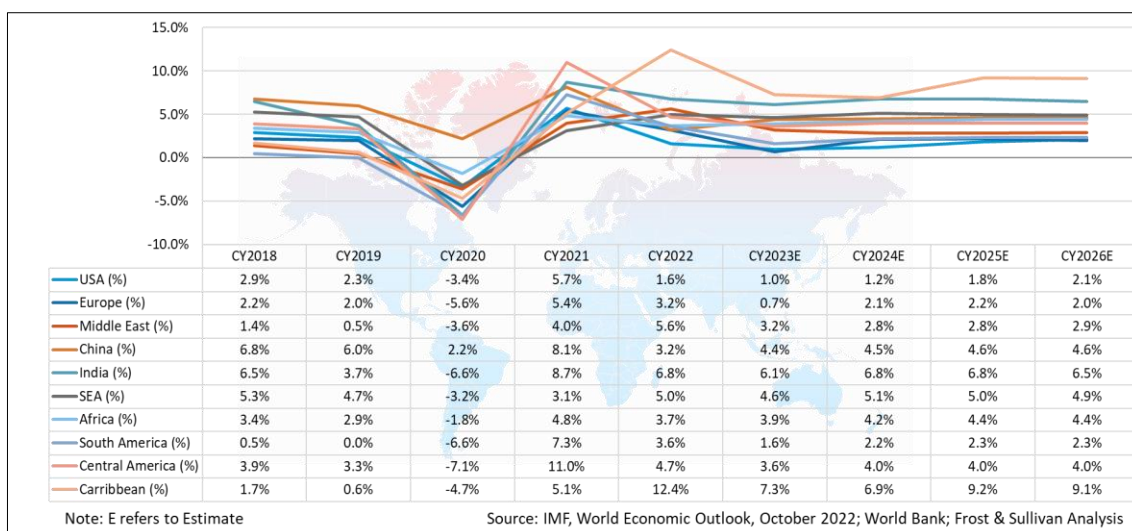 15.0%
10.0%
5.0%
0.0%
-5.0%
-10.0%
CY2018 CY2019 CY2020 CY2021 CY2022 CY2023E CY2024E CY2025E CY2026E
USA (%) 2.9% 2.3% -3.4% 5.7% 1.6% 1.0% 1.2% 1.8% 2.1%
Europe (%) 2.2% 2.0% -5.6% 5.4% 3.2% 0.7% 2.1% 2.2% 2.0%
Middle East (%) 1.4% 0.5% -3.6% 4.0% 5.6% 3.2% 2.8% 2.8% 2.9%
China (%) 6.8% 6.0% 2.2% 8.1% 3.2% 4.4% 4.5% 4.6% 4.6%
India (%) 6.5% 3.7% -6.6% 8.7% 6.8% 6.1% 6.8% 6.8% 6.5%
SEA (%) 5.3% 4.7% -3.2% 3.1% 5.0% 4.6% 5.1% 5.0% 4.9%
Africa (%) 3.4% 2.9% -1.8% 4.8% 3.7% 3.9% 4.2% 4.4% 4.4%
South America (%) 0.5% 0.0% -6.6% 7.3% 3.6% 1.6% 2.2% 2.3% 2.3%
Central America (%) 3.9% 3.3% -7.1% 11.0% 4.7% 3.6% 4.0% 4.0% 4.0%
Carribbean (%) 1.7% 0.6% -4.7% 5.1% 12.4% 7.3% 6.9% 9.2% 9.1%
Note: E refers to Estimate Source: IMF, World Economic Outlook, October 2022; World Bank; Frost & Sullivan Analysis